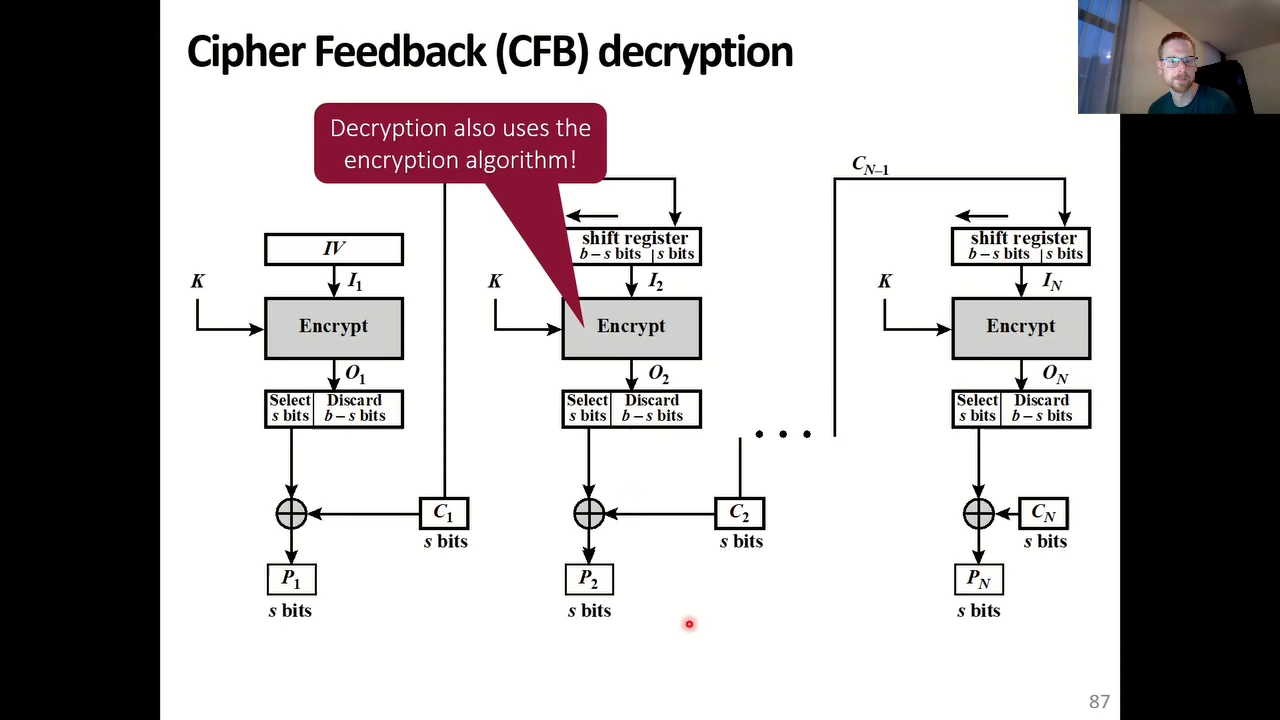 Cipher Feedback (CFB) decryption
Decryption also uses the
encryption algorithm!
C_{N-1}
IV
shift register
b – s bits | s bits
shift register
b – s bits | s bits
K
I_1
K
I_2
K
I_N
Encrypt
Encrypt
Encrypt
O_1
O_2
O_N
Select
s bits
Discard
b – s bits
Select
s bits
Discard
b – s bits
Select
s bits
Discard
b – s bits
C_1
s bits
C_2
s bits
C_N
s bits
P_1
s bits
P_2
s bits
P_N
s bits
87